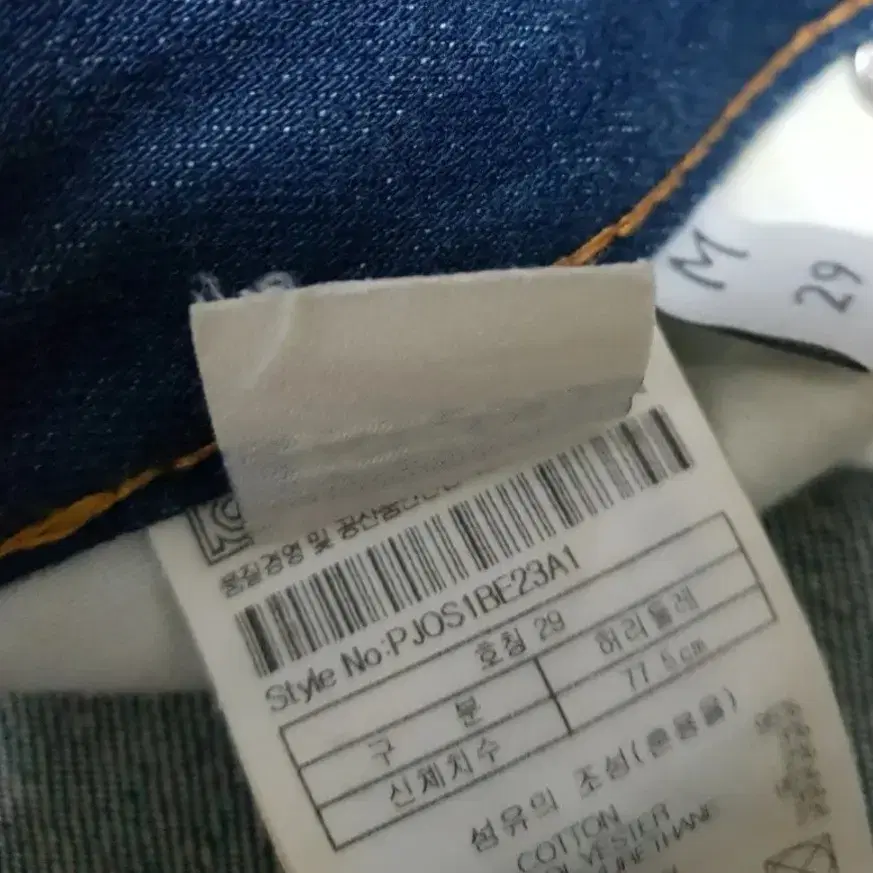 M
29
품질경영 및 공산품안전관
Style No:PJOS1BE23A1
호칭 29
구 분 허리둘레
신체치수 77.5cm
섬유의 조성(혼용율)
COTTON
POLYESTER